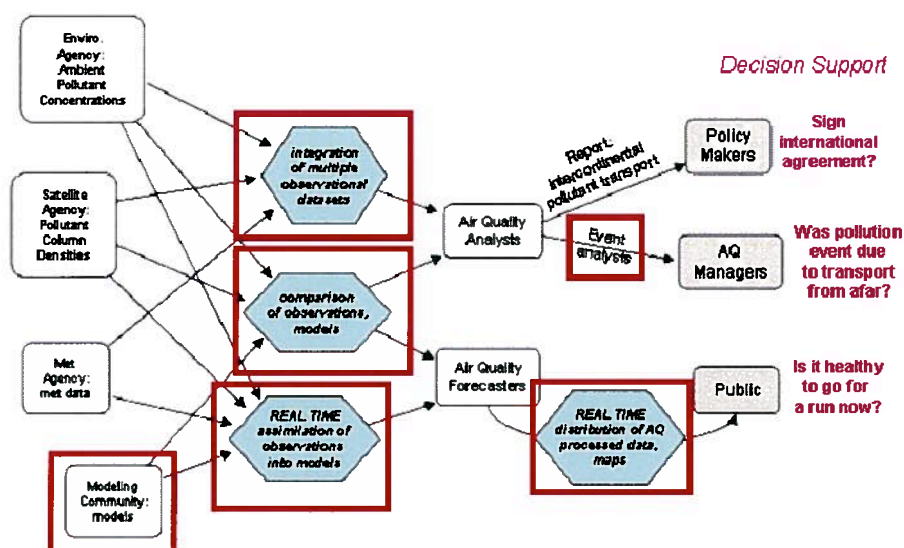 Enviro.
Agency:
Ambient
Pollutant
Concentrations
Satellite
Agency:
Pollutant
Column
Densities
Met
Agency:
met data
Modeling
Community:
models
integration
of multiple
observational
datasets
comparison
of observations,
models
REAL TIME
assimilation of
observations
into models
Air Quality
Analysts
Air Quality
Forecasters
Report:
intercontinental
pollutant transport
Event
analysis
REAL TIME
distribution of AQ
processed data,
maps
Decision Support
Policy
Makers
Sign
international
agreement?
AQ
Managers
Was pollution
event due
to transport
from afar?
Public
Is it healthy
to go for
a run now?